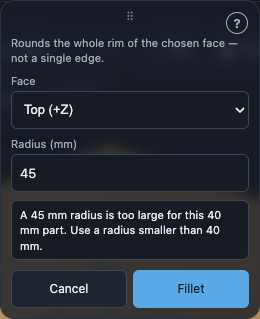 ?
Rounds the whole rim of the chosen face —
not a single edge.
Face
Top (+Z)
Radius (mm)
45
A 45 mm radius is too large for this 40
mm part. Use a radius smaller than 40
mm.
Cancel Fillet